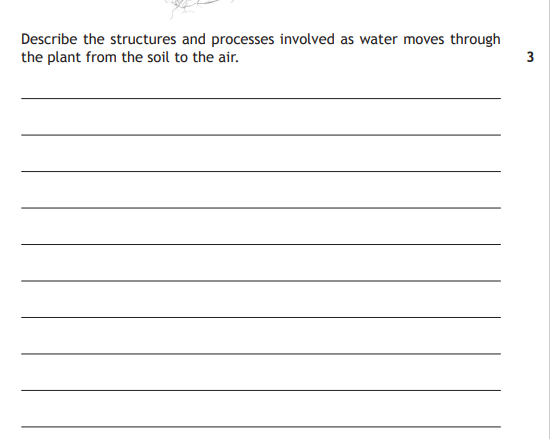 Describe the structures and processes involved as water moves through
the plant from the soil to the air.
3